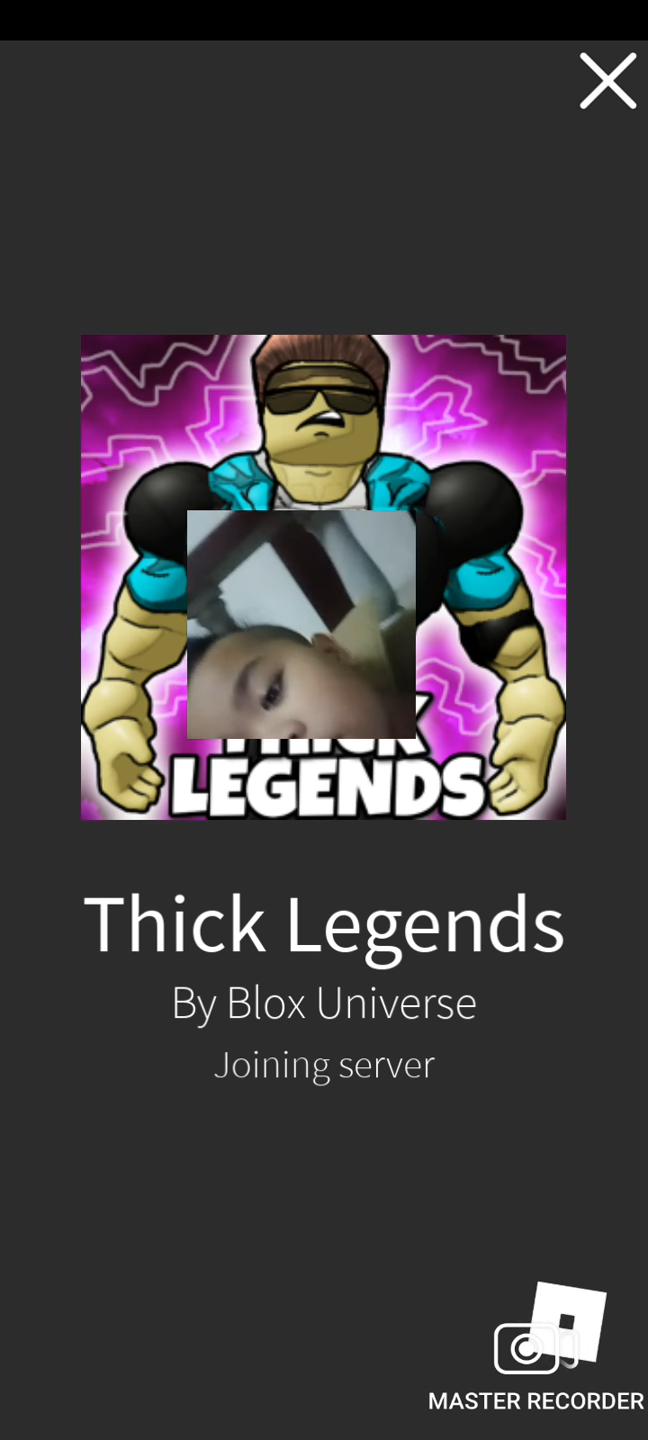 LEGENDS
Thick Legends
By Blox Universe
Joining server
MASTER RECORDER